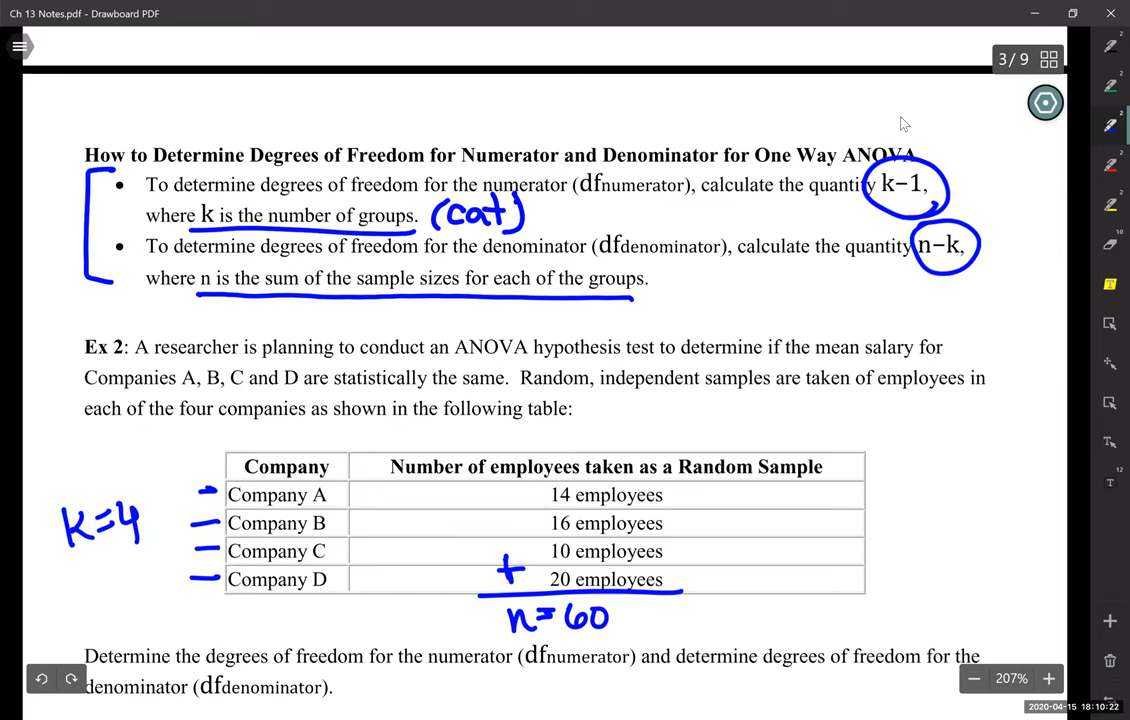 Ch 13 Notes.pdf - Drawboard PDF
3/9
How to Determine Degrees of Freedom for Numerator and Denominator for One Way ANOVA
• To determine degrees of freedom for the numerator (dfnumerator), calculate the quantity k−1,
where k is the number of groups. (cat)
• To determine degrees of freedom for the denominator (dfdenominator), calculate the quantity n−k,
where n is the sum of the sample sizes for each of the groups.
Ex 2: A researcher is planning to conduct an ANOVA hypothesis test to determine if the mean salary for
Companies A, B, C and D are statistically the same. Random, independent samples are taken of employees in
each of the four companies as shown in the following table:
Company Number of employees taken as a Random Sample
Company A 14 employees
k=4 Company B 16 employees
Company C 10 employees
+ Company D 20 employees
n=60
Determine the degrees of freedom for the numerator (dfnumerator) and determine degrees of freedom for the
denominator (dfdenominator).
207%
2020-04-15 18:10:22
2
2
2
2
2
10
T
T
12
T